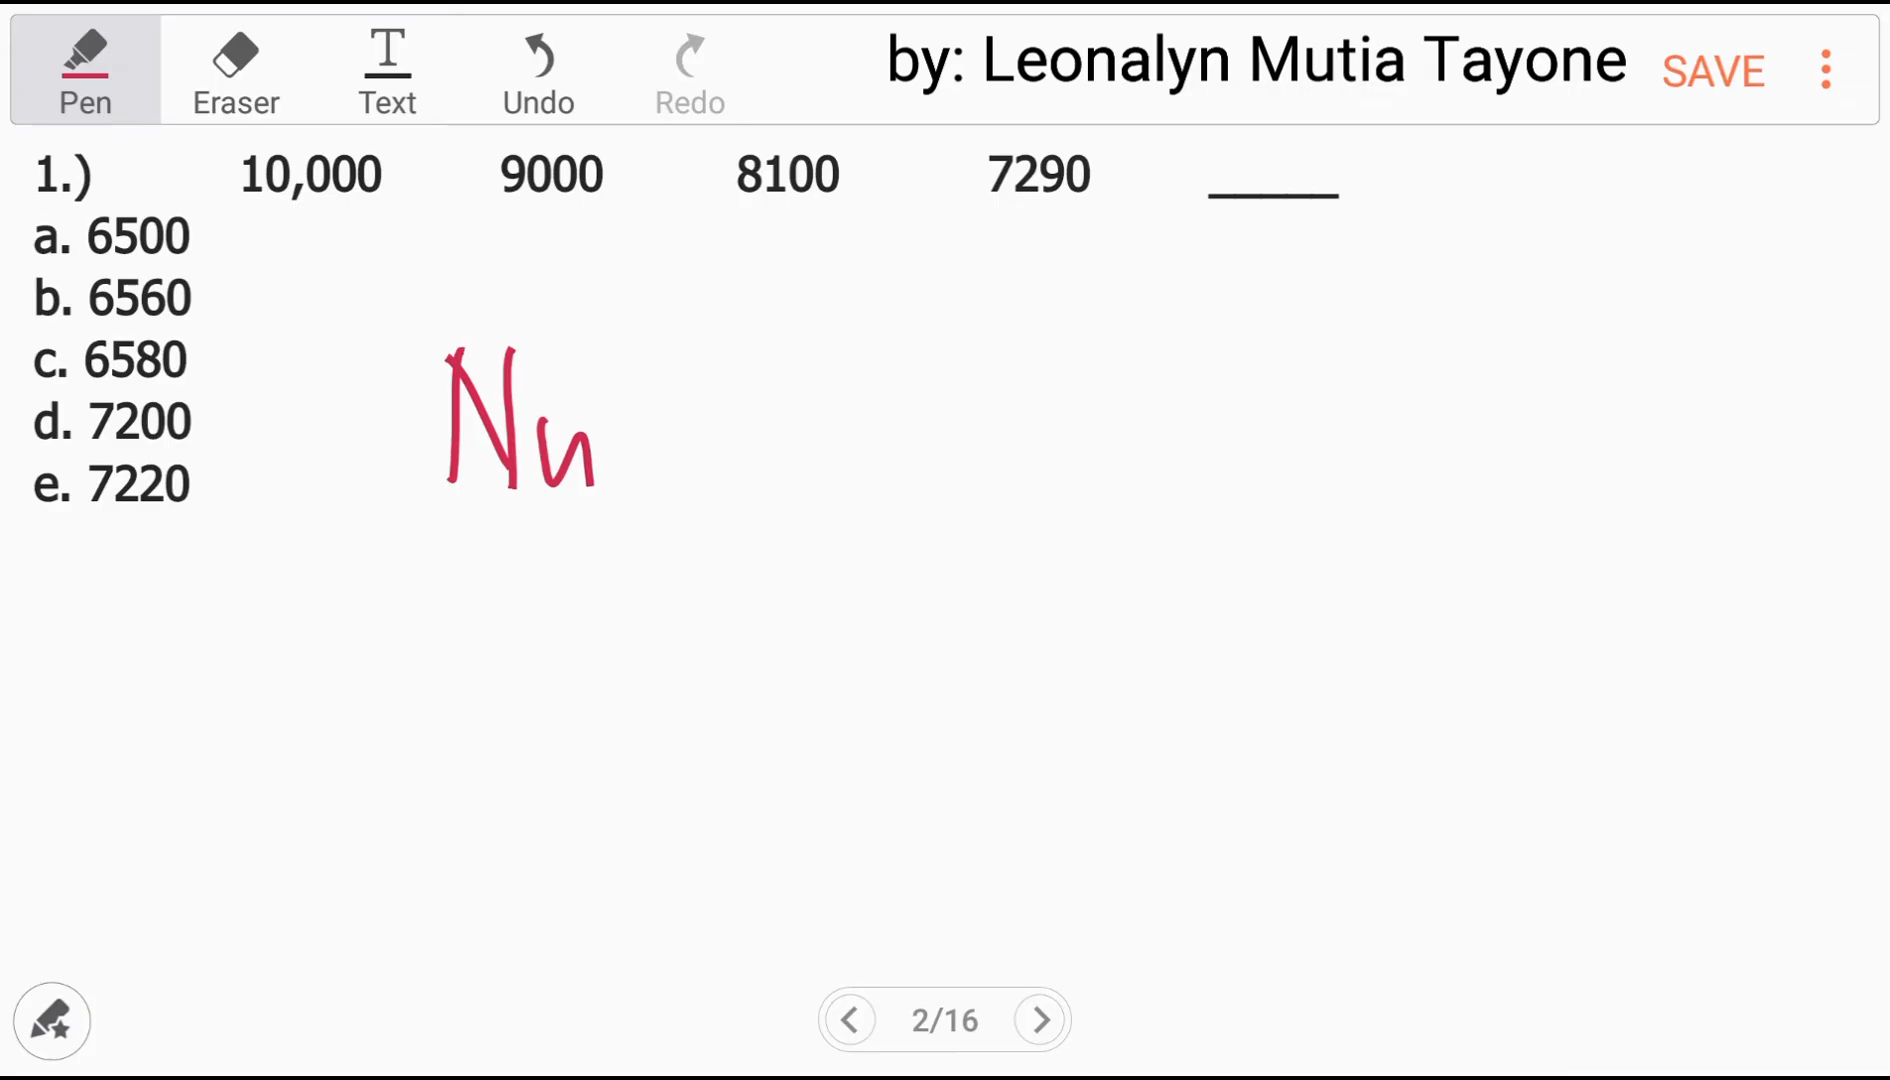 Pen Eraser Text Undo Redo by: Leonalyn Mutia Tayone SAVE
1.) 10,000 9000 8100 7290 _____
a. 6500
b. 6560
c. 6580
d. 7200
e. 7220
Nu
2/16